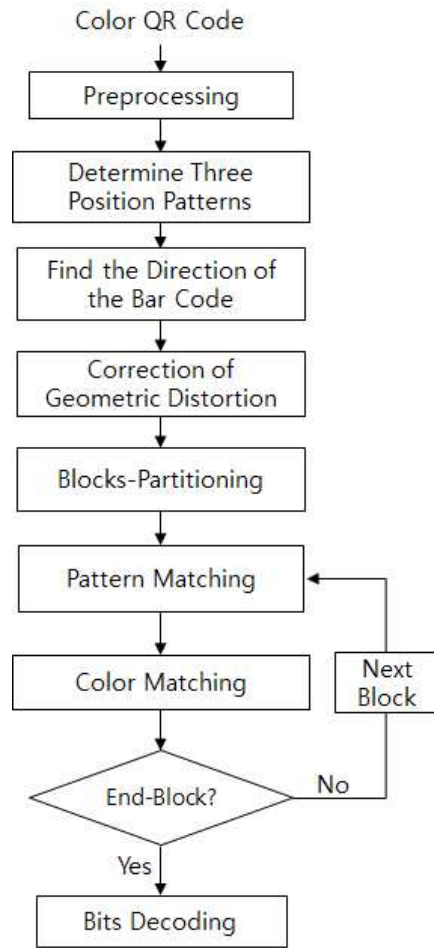 Color QR Code
Preprocessing
Determine Three
Position Patterns
Find the Direction of
the Bar Code
Correction of
Geometric Distortion
Blocks-Partitioning
Pattern Matching
Color Matching
Next
Block
End-Block?
No
Yes
Bits Decoding